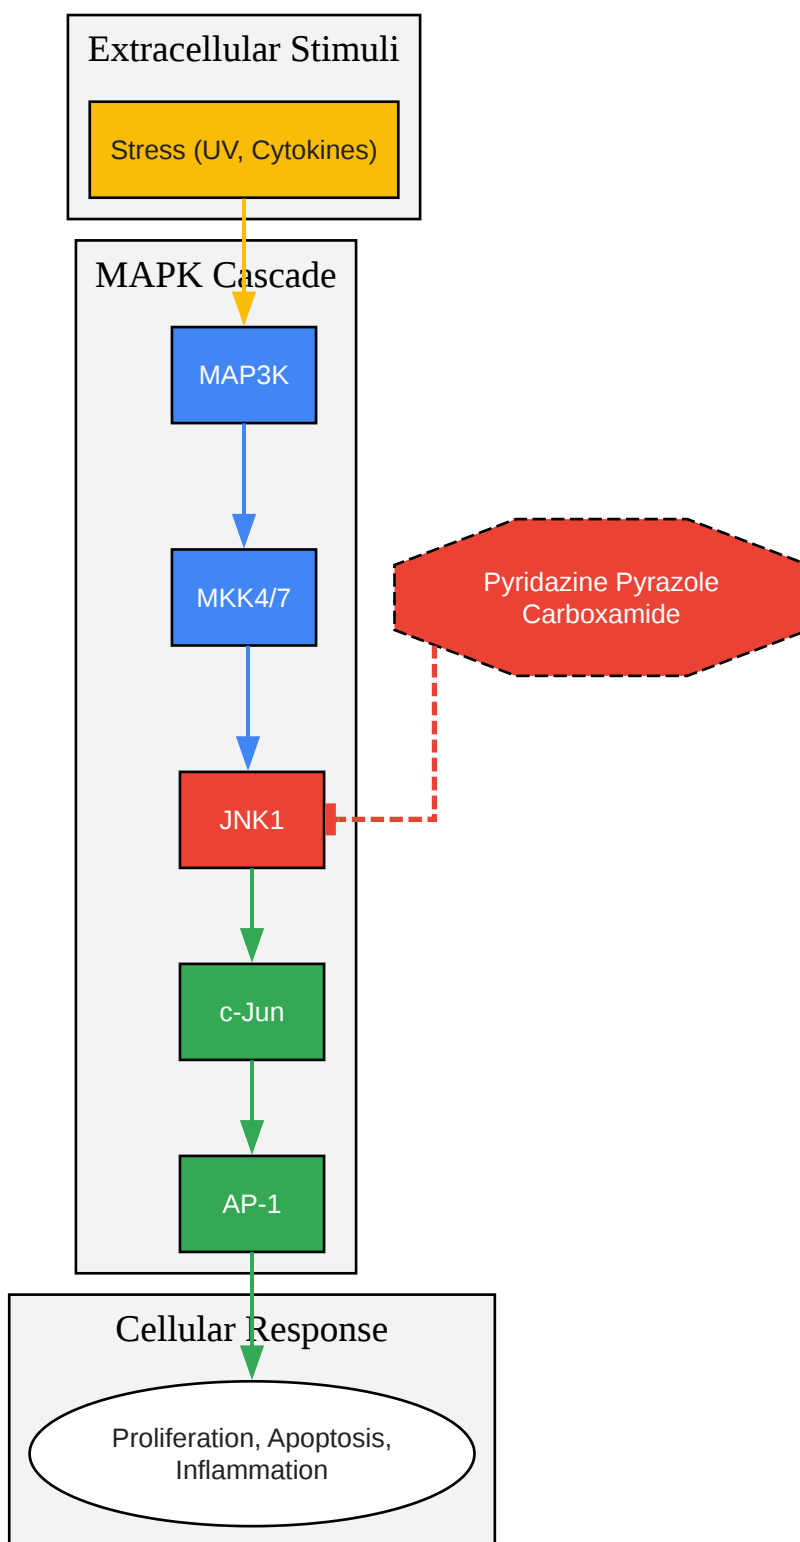 Extracellular Stimuli
Stress (UV, Cytokines)
MAPK Cascade
MAP3K
MKK4/7
Pyridazine Pyrazole
Carboxamide
JNK1
c-Jun
AP-1
Cellular Response
Proliferation, Apoptosis,
Inflammation